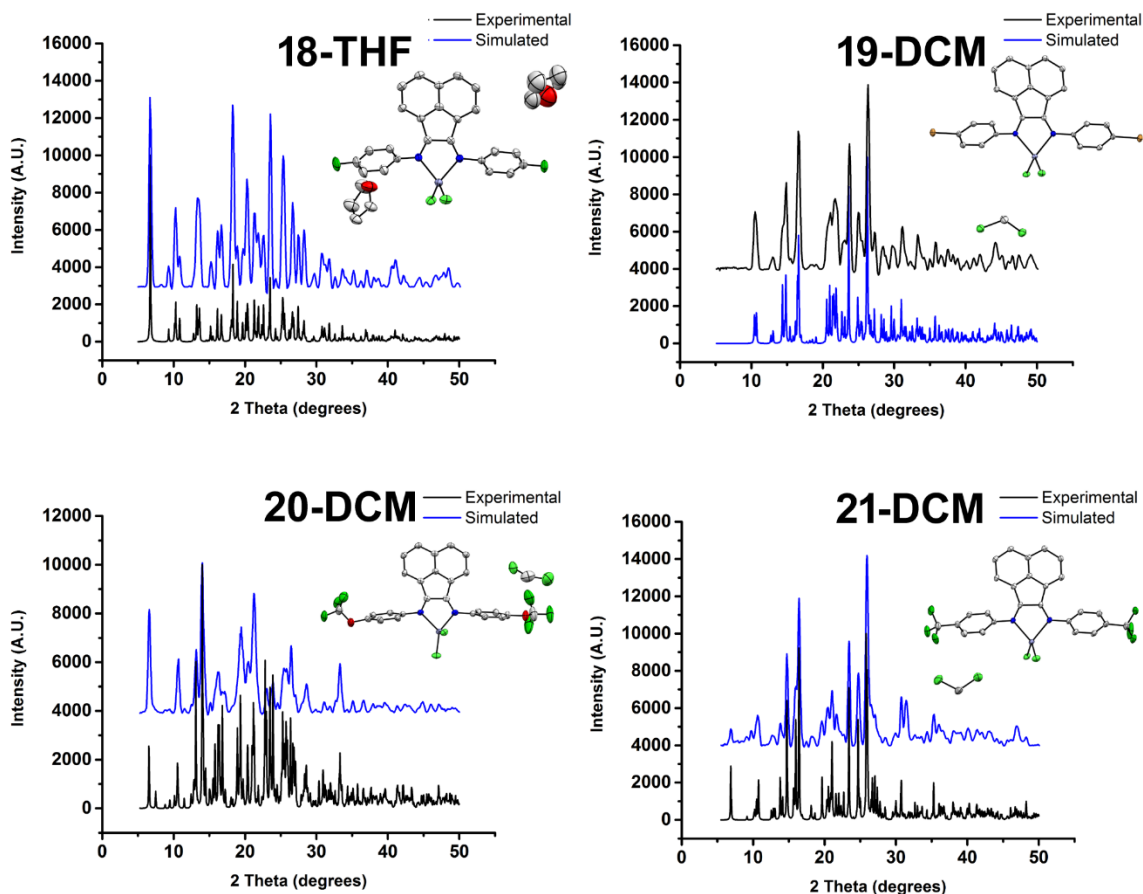 18-THF
Experimental
Simulated
16000
14000
12000
10000
8000
6000
4000
2000
0
Intensity (A.U.)
0 10 20 30 40 50
2 Theta (degrees)
19-DCM
Experimental
Simulated
16000
14000
12000
10000
8000
6000
4000
2000
0
Intensity (A.U.)
0 10 20 30 40 50
2 Theta (degrees)
20-DCM
Experimental
Simulated
12000
10000
8000
6000
4000
2000
0
Intensity (A.U.)
0 10 20 30 40 50
2 Theta (degrees)
21-DCM
Experimental
Simulated
16000
14000
12000
10000
8000
6000
4000
2000
0
Intensity (A.U.)
0 10 20 30 40 50
2 Theta (degrees)